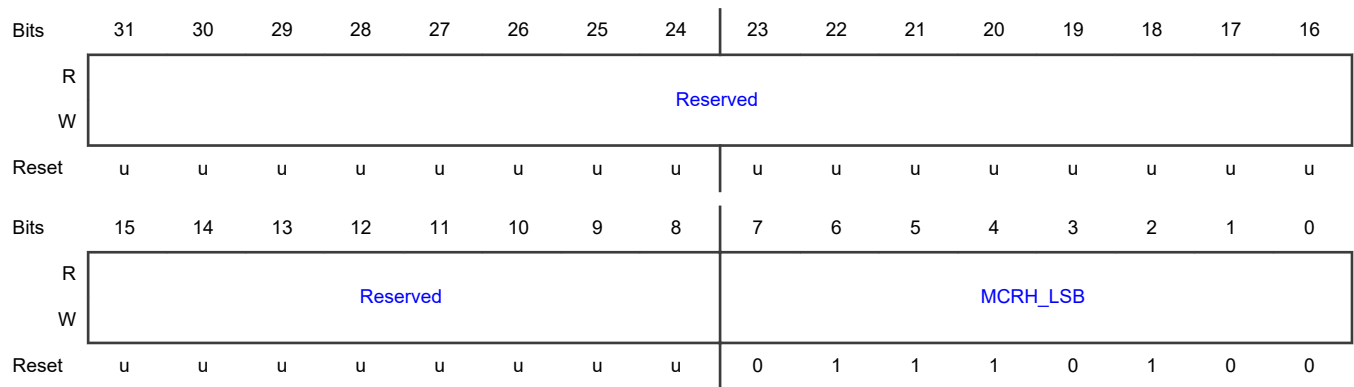 Bits 31 30 29 28 27 26 25 24 23 22 21 20 19 18 17 16
R
Reserved
W
Reset u u u u u u u u u u u u u u u u
Bits 15 14 13 12 11 10 9 8 7 6 5 4 3 2 1 0
R
Reserved MCRH_LSB
W
Reset u u u u u u u u 0 1 1 1 0 1 0 0